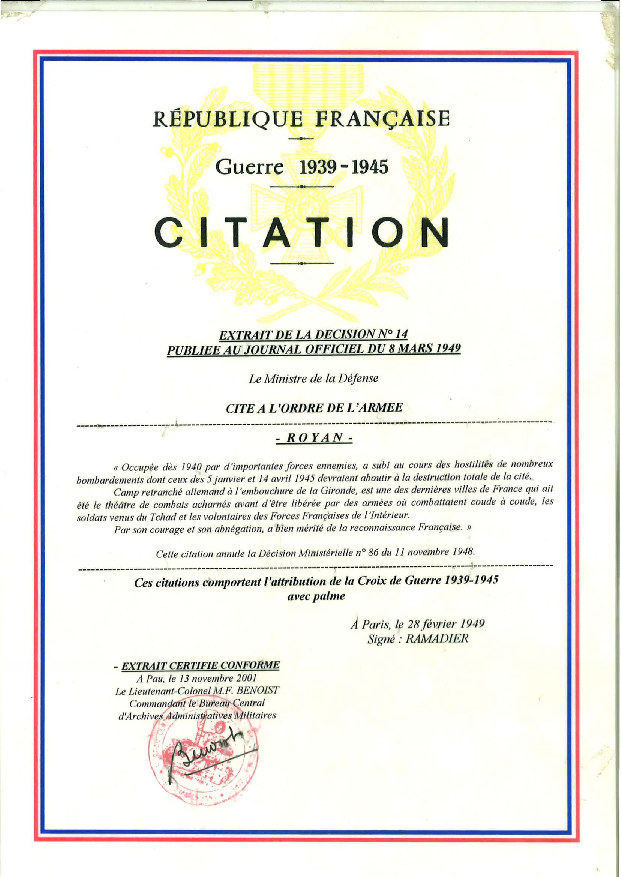 RÉPUBLIQUE FRANÇAISE
Guerre 1939-1945
CITATION
EXTRAIT DE LA DECISION N° 14
PUBLIEE AU JOURNAL OFFICIEL DU 8 MARS 1949
Le Ministre de la Défense
CITE A L'ORDRE DE L'ARMEE
- ROYAN -
« Occupée dès 1940 par d'importantes forces ennemies, a subi au cours des hostilités de nombreux
bombardements dont ceux des 5 janvier et 14 avril 1945 devraient aboutir à la destruction totale de la cité.
Camp retranché allemand à l'embouchure de la Gironde, est une des dernières villes de France qui ait
été le théâtre de combats acharnés avant d'être libérée par des armées où combattaient coude à coude, les
soldats venus du Tchad et les volontaires des Forces Françaises de l'Intérieur.
Par son courage et son abnégation, a bien mérité de la reconnaissance Française. »
Cette citation annule la Décision Ministérielle n° 86 du 11 novembre 1948.
Ces citations comportent l'attribution de la Croix de Guerre 1939-1945
avec palme
À Paris, le 28 février 1949
Signé : RAMADIER
- EXTRAIT CERTIFIE CONFORME
A Pau, le 13 novembre 2001
Le Lieutenant-Colonel M.F. BENOIST
Commandant le Bureau Central
d'Archives Administratives Militaires
Benoist